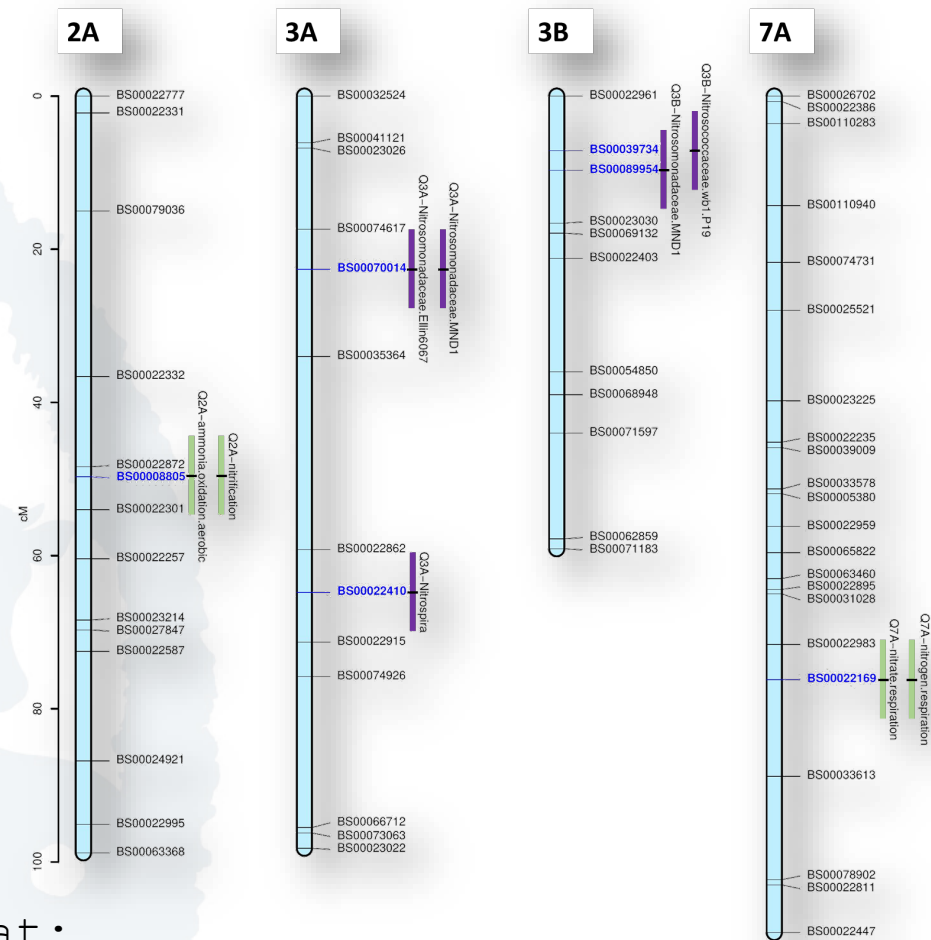 2A
3A
3B
7A
0
20
40
60
80
100
cM
BS00022777
BS00022331
BS00079036
BS00022332
BS00022872
BS00008805
BS00022301
BS00022257
BS00023214
BS00027847
BS00022587
BS00024921
BS00022995
BS00063368
Q2A-ammonia.oxidation.aerobic
Q2A-nitrification
BS00032524
BS00041121
BS00023026
BS00074617
BS00070014
BS00035364
BS00022862
BS00022410
BS00022915
BS00074926
BS00066712
BS00073063
BS00023022
Q3A-Nitrosomonadaceae.Ellin6067
Q3A-Nitrosomonadaceae.MND1
Q3A-Nitrospira
BS00022961
BS00039734
BS00089954
BS00023030
BS00069132
BS00022403
BS00054850
BS00068948
BS00071597
BS00062859
BS00071183
Q3B-Nitrosomonadaceae.MND1
Q3B-Nitrosococcaceae.wb1.P19
BS00026702
BS00022386
BS00110283
BS00110940
BS00074731
BS00025521
BS00023225
BS00022235
BS00039009
BS00033578
BS00005380
BS00022959
BS00065822
BS00063460
BS00022895
BS00031028
BS00022983
BS00022169
BS00033613
BS00078902
BS00022811
BS00022447
Q7A-nitrate.respiration
Q7A-nitrogen.respiration